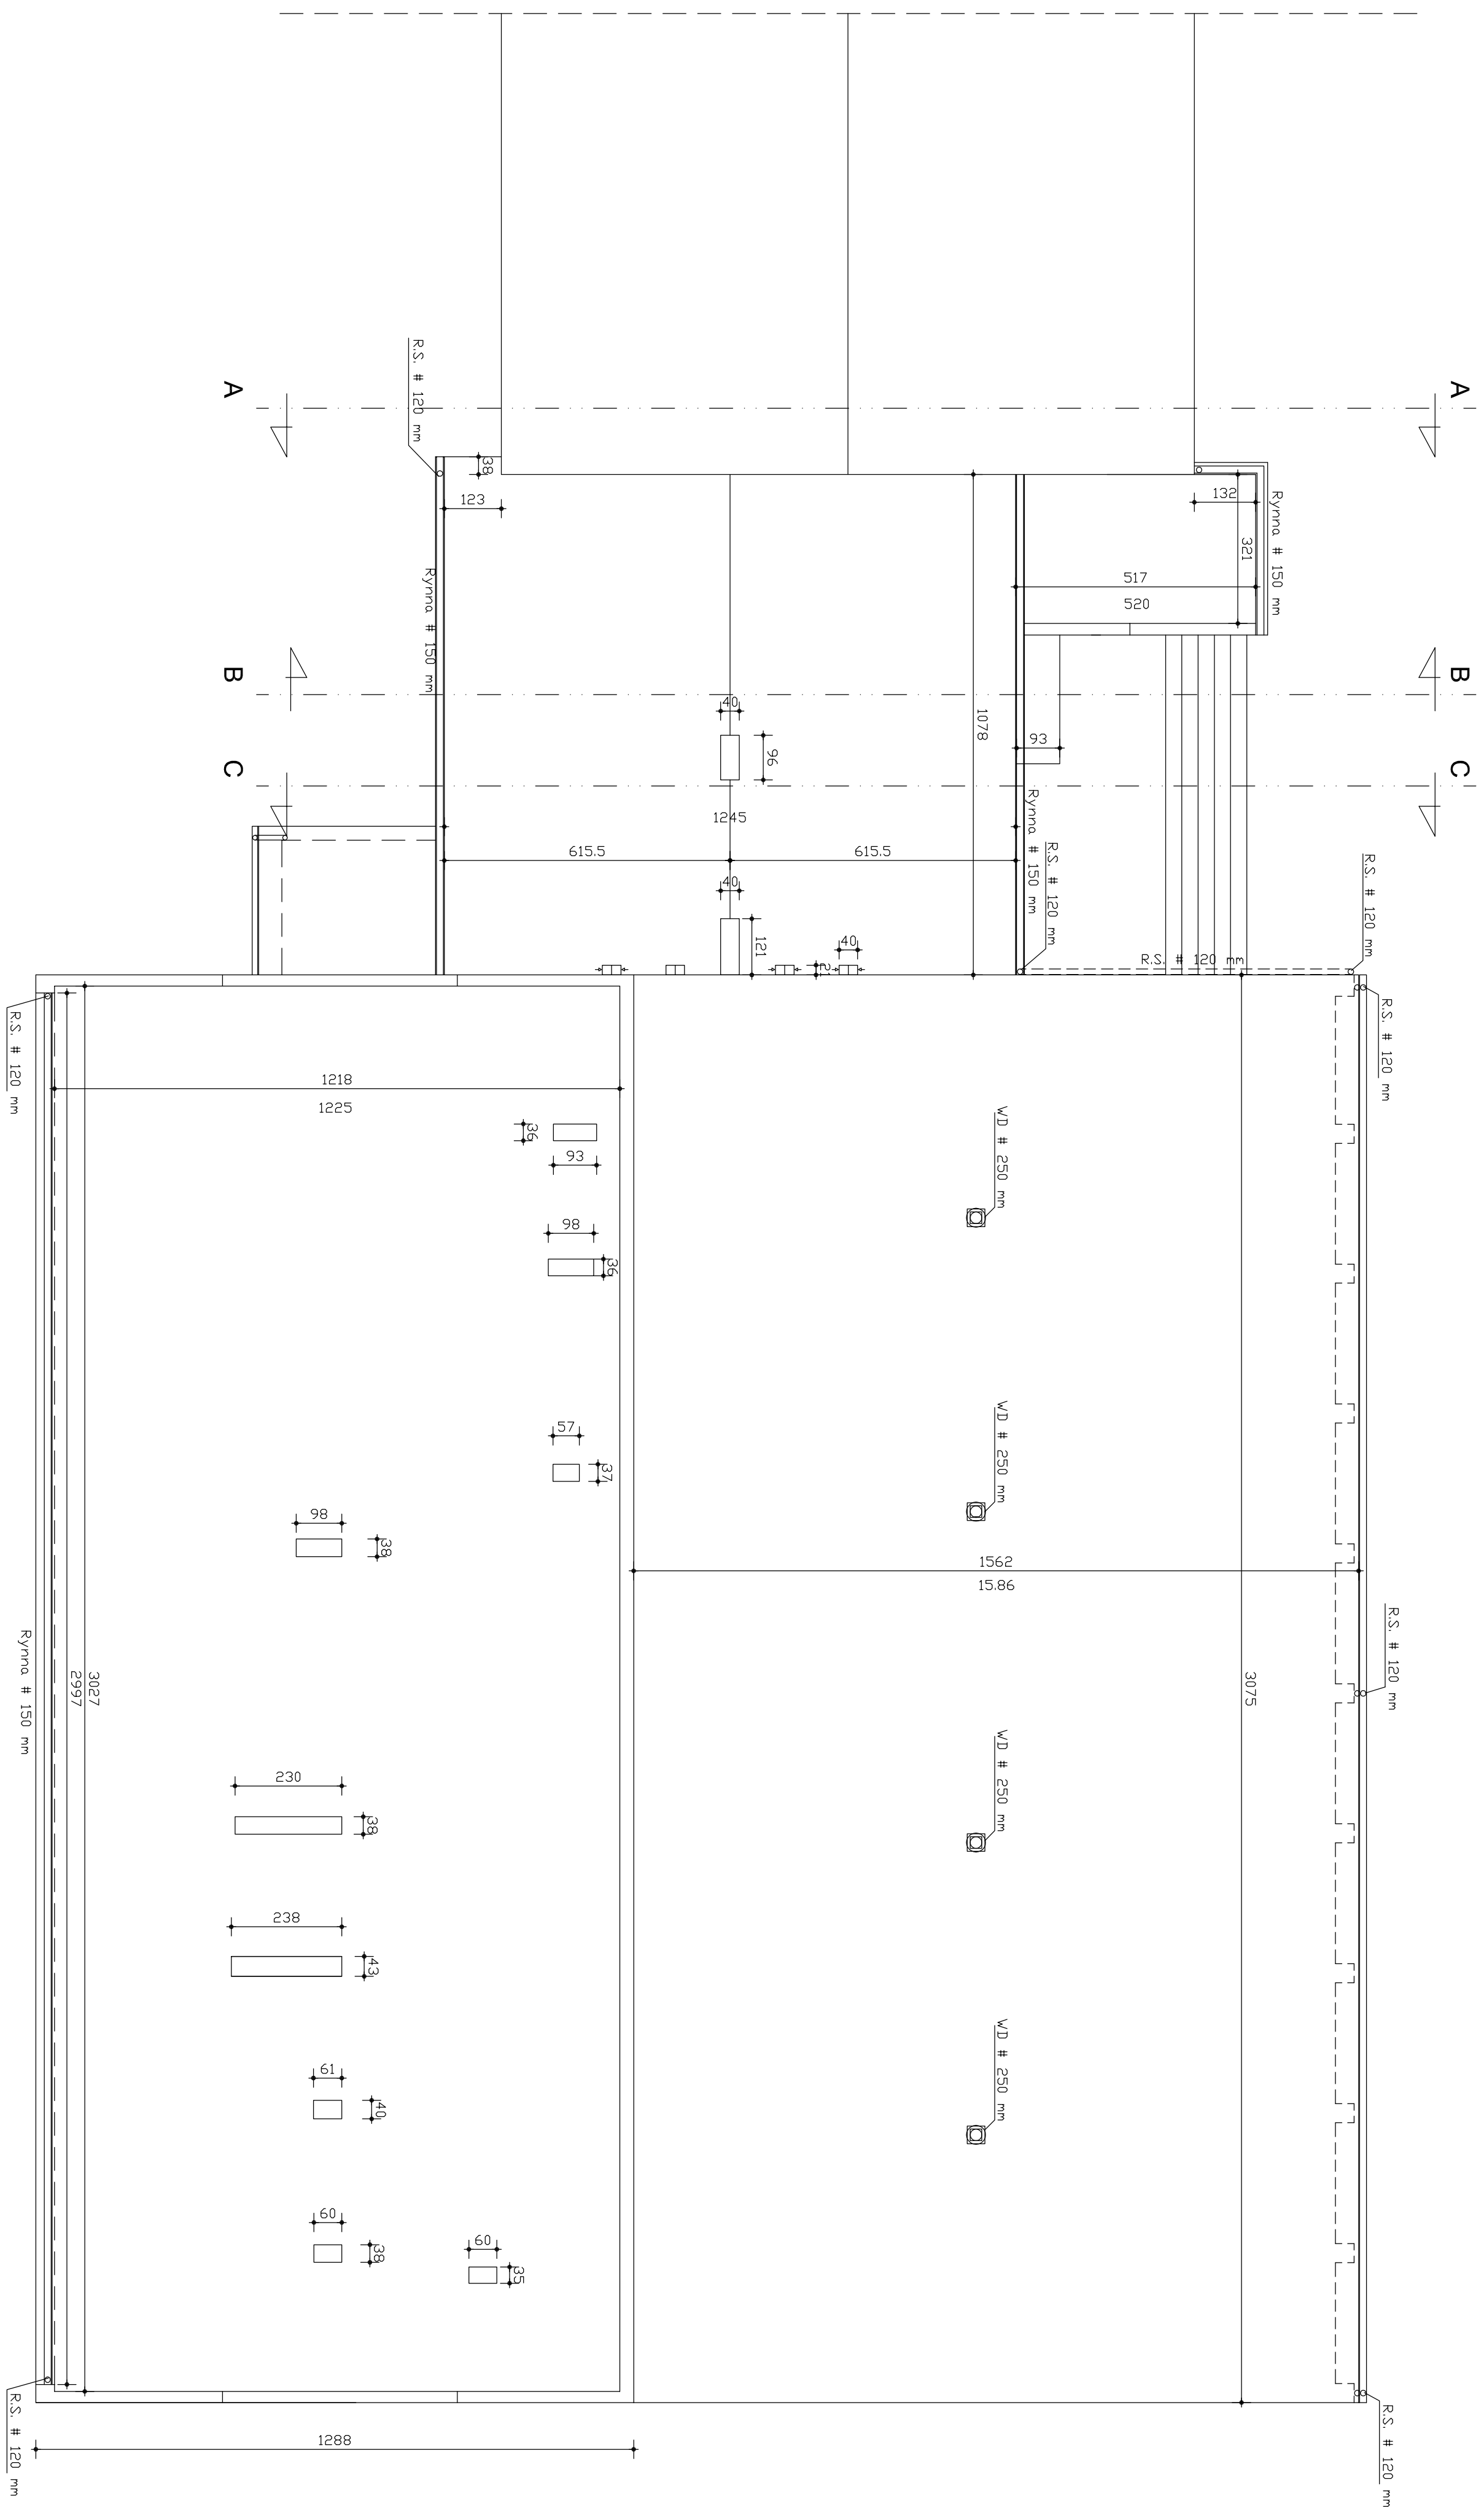 A
A
R.S. # 120 mm
38
123
132
Rynna # 150 mm
321
517
520
Rynna # 150 mm
B
B
40
96
1078
93
C
C
1245
Rynna # 150 mm
615.5
615.5
R.S. # 120 mm
R.S. # 120 mm
40
121
40
R.S. # 120 mm
R.S. # 120 mm
R.S. # 120 mm
1218
1225
36
93
WD # 250 mm
98
36
57
37
WD # 250 mm
98
38
1562
15.86
R.S. # 120 mm
Rynna # 150 mm
2997
3027
3075
WD # 250 mm
230
38
238
43
WD # 250 mm
61
40
60
38
60
35
R.S. # 120 mm
R.S. # 120 mm
1288